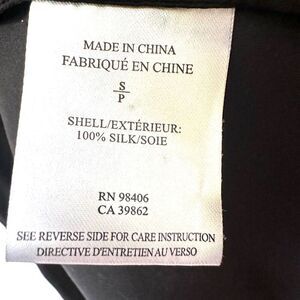 MADE IN CHINA
FABRIQUÉ EN CHINE
S
P
SHELL/EXTÉRIEUR:
100% SILK/SOIE
RN 98406
CA 39862
SEE REVERSE SIDE FOR CARE INSTRUCTION
DIRECTIVE D'ENTRETIEN AU VERSO